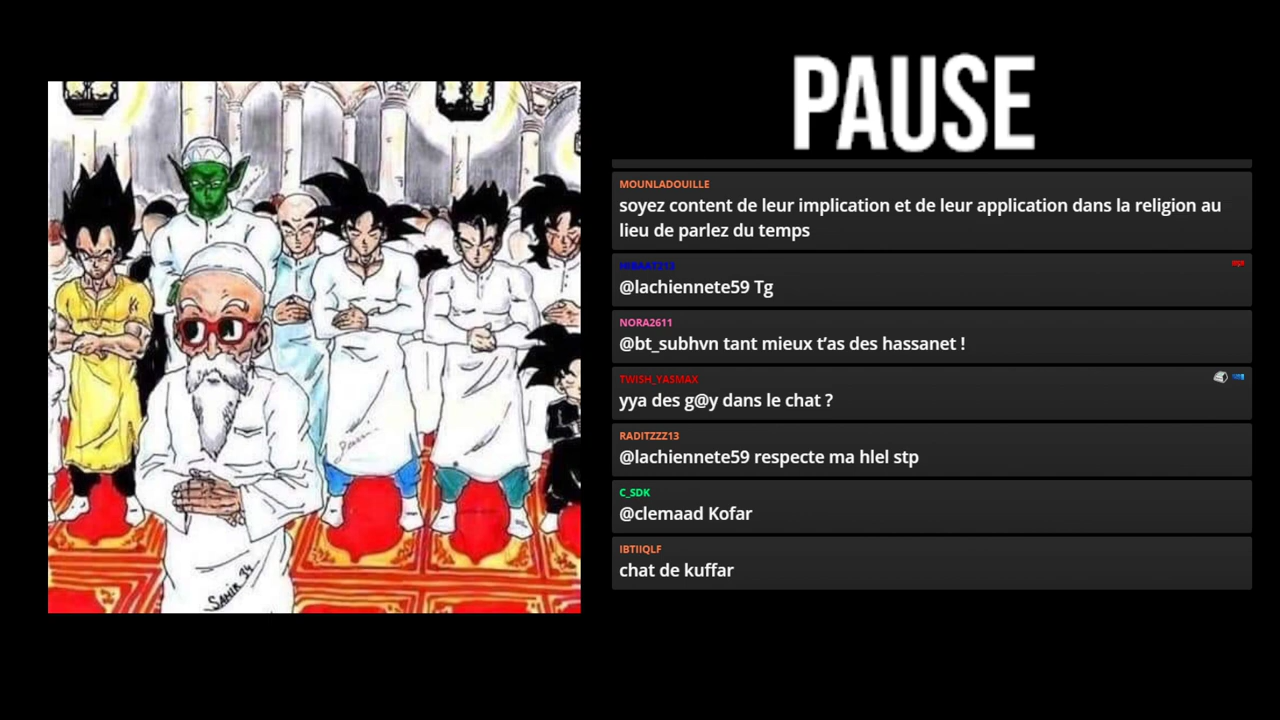 PAUSE
MOUNLADOUILLE
soyez content de leur implication et de leur application dans la religion au
lieu de parlez du temps
@lachiennete59 Tg
NORA2611
@bt_subhvn tant mieux t’as des hassanet !
TWISH_YASMAX
yya des g@y dans le chat ?
RADITZZZ13
@lachiennete59 respecte ma hlel stp
C_SDK
@clemaad Kofar
IBTIIQLF
chat de kuffar